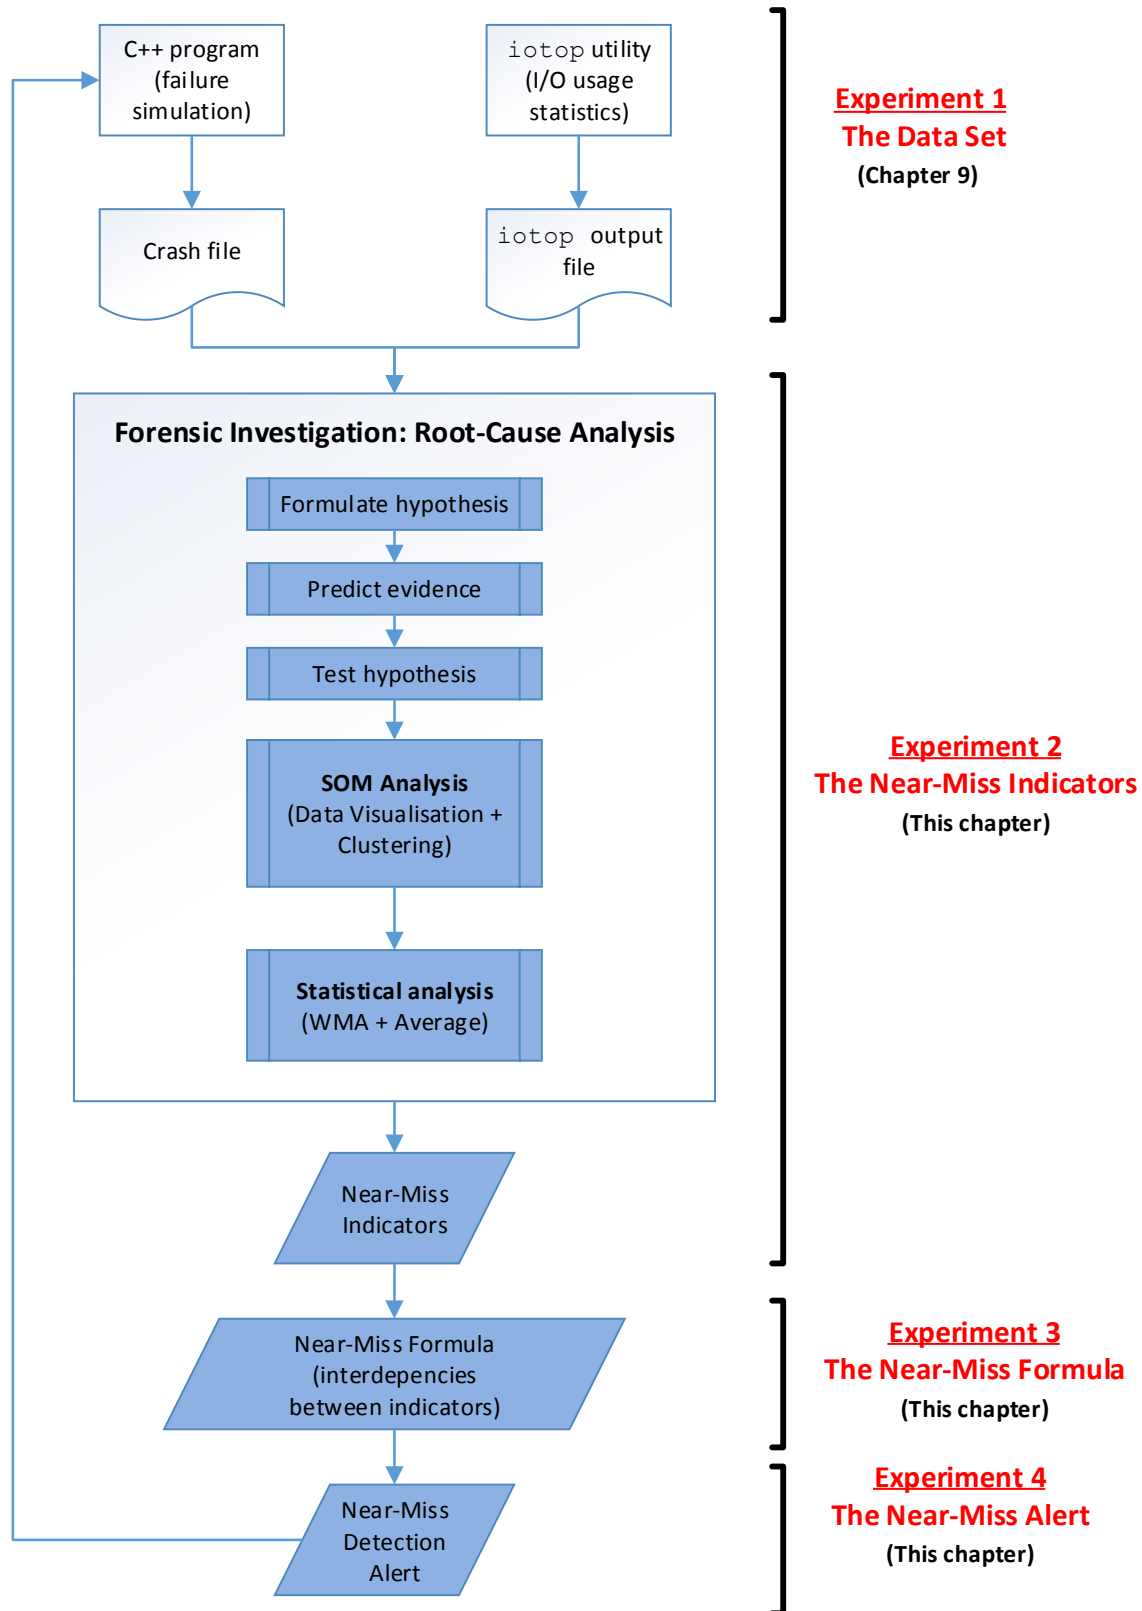 C++ program
(failure
simulation)
iotop utility
(I/O usage
statistics)
Experiment 1
The Data Set
(Chapter 9)
Crash file
iotop output
file
Forensic Investigation: Root-Cause Analysis
Formulate hypothesis
Predict evidence
Test hypothesis
SOM Analysis
(Data Visualisation +
Clustering)
Statistical analysis
(WMA + Average)
Experiment 2
The Near-Miss Indicators
(This chapter)
Near-Miss
Indicators
Near-Miss Formula
(interdepencies
between indicators)
Experiment 3
The Near-Miss Formula
(This chapter)
Near-Miss
Detection
Alert
Experiment 4
The Near-Miss Alert
(This chapter)